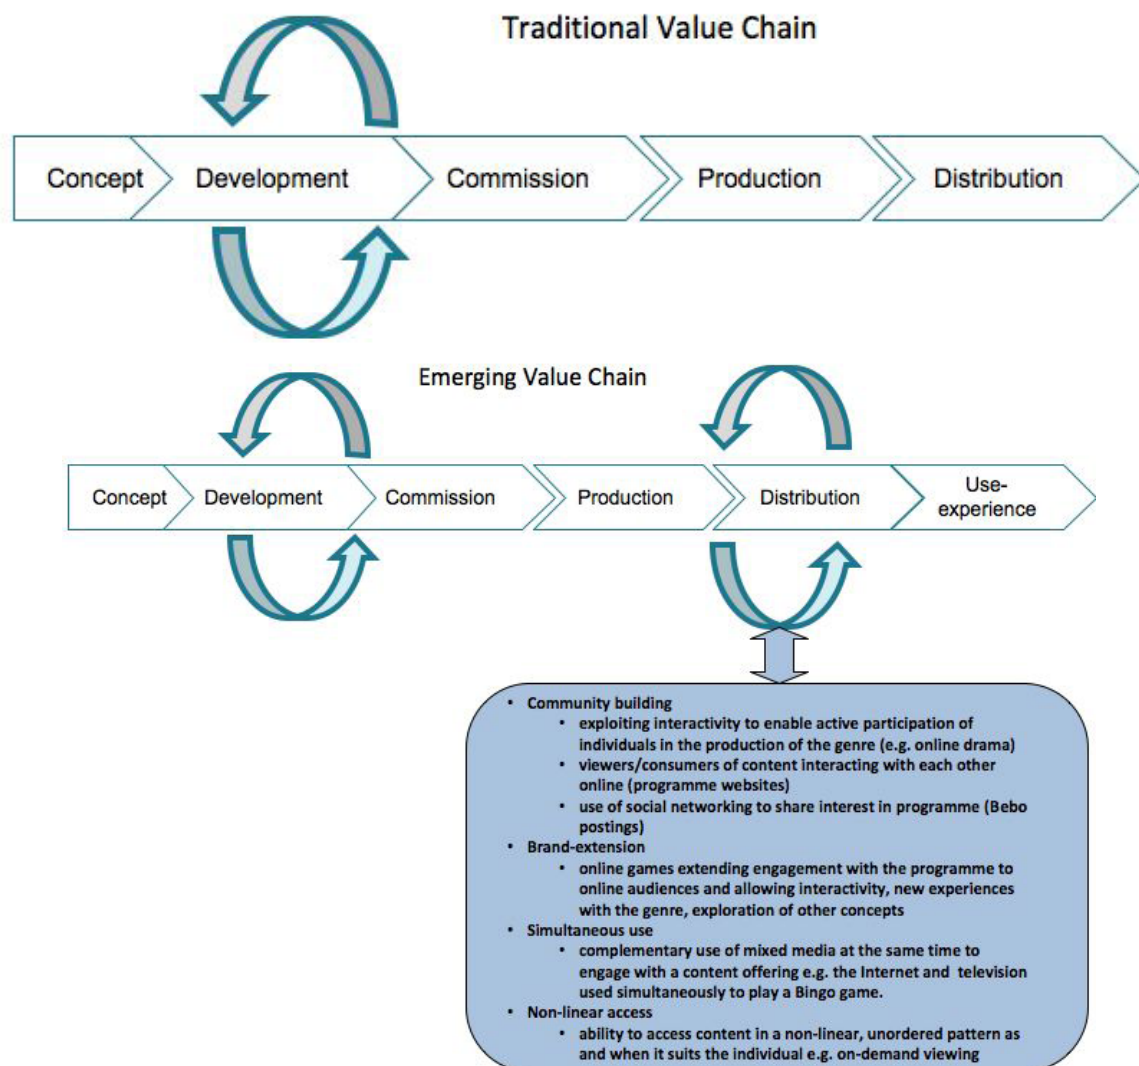 Traditional Value Chain
Concept
Development
Commission
Production
Distribution
Emerging Value Chain
Concept
Development
Commission
Production
Distribution
Use-
experience
• Community building
• exploiting interactivity to enable active participation of
individuals in the production of the genre (e.g. online drama)
• viewers/consumers of content interacting with each other
online (programme websites)
• use of social networking to share interest in programme (Bebo
postings)
• Brand-extension
• online games extending engagement with the programme to
online audiences and allowing interactivity, new experiences
with the genre, exploration of other concepts
• Simultaneous use
• complementary use of mixed media at the same time to
engage with a content offering e.g. the Internet and television
used simultaneously to play a Bingo game.
• Non-linear access
• ability to access content in a non-linear, unordered pattern as
and when it suits the individual e.g. on-demand viewing